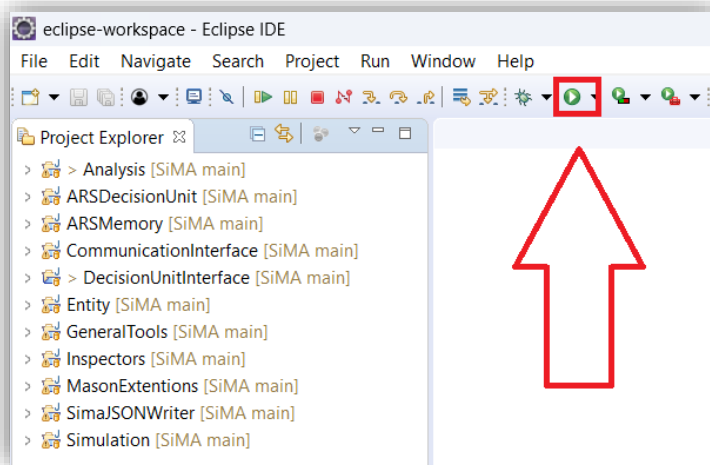 eclipse-workspace - Eclipse IDE
File Edit Navigate Search Project Run Window Help
Project Explorer
> Analysis [SiMA main]
ARSDecisionUnit [SiMA main]
ARSMemory [SiMA main]
CommunicationInterface [SiMA main]
> DecisionUnitInterface [SiMA main]
Entity [SiMA main]
GeneralTools [SiMA main]
Inspectors [SiMA main]
MasonExtentions [SiMA main]
SimaJSONWriter [SiMA main]
Simulation [SiMA main]